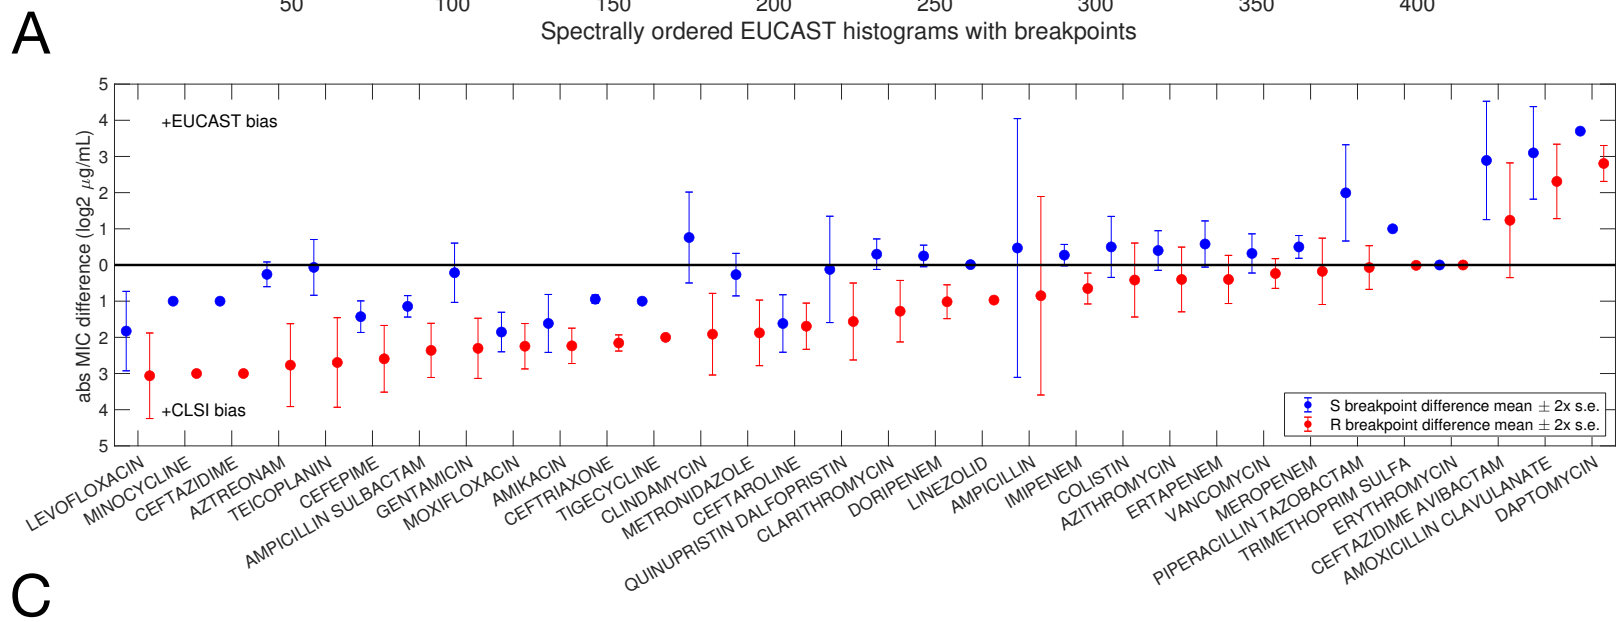 50 100 150 200 250 300 350 400
Spectrally ordered EUCAST histograms with breakpoints
A
abs MIC difference (log2 μg/mL)
5
4
3
2
1
0
1
2
3
4
5
+EUCAST bias
+CLSI bias
S breakpoint difference mean ± 2x s.e.
R breakpoint difference mean ± 2x s.e.
LEVOFLOXACIN
MINOCYCLINE
CEFTAZIDIME
AZTREONAM
TEICOPLANIN
CEFEPIME
AMPICILLIN SULBACTAM
GENTAMICIN
MOXIFLOXACIN
AMIKACIN
CEFTRIAXONE
TIGECYCLINE
CLINDAMYCIN
METRONIDAZOLE
CEFTAROLINE
QUINUPRISTIN DALFOPRISTIN
CLARITHROMYCIN
DORIPENEM
LINEZOLID
AMPICILLIN
IMIPENEM
COLISTIN
AZITHROMYCIN
ERTAPENEM
VANCOMYCIN
MEROPENEM
PIPERACILLIN TAZOBACTAM
TRIMETHOPRIM SULFA
ERYTHROMYCIN
CEFTAZIDIME AVIBACTAM
AMOXICILLIN CLAVULANATE
DAPTOMYCIN
C